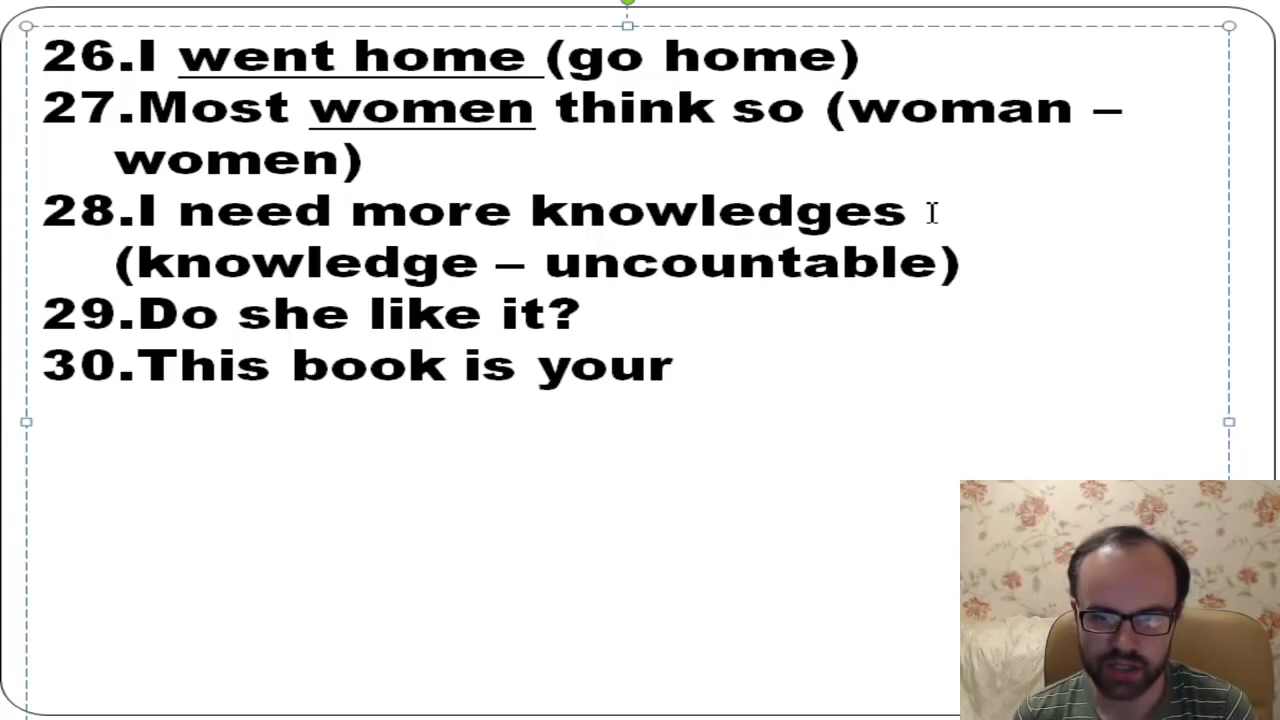 26.I went home (go home)
27.Most women think so (woman –
women)
28.I need more knowledges
(knowledge – uncountable)
29.Do she like it?
30.This book is your